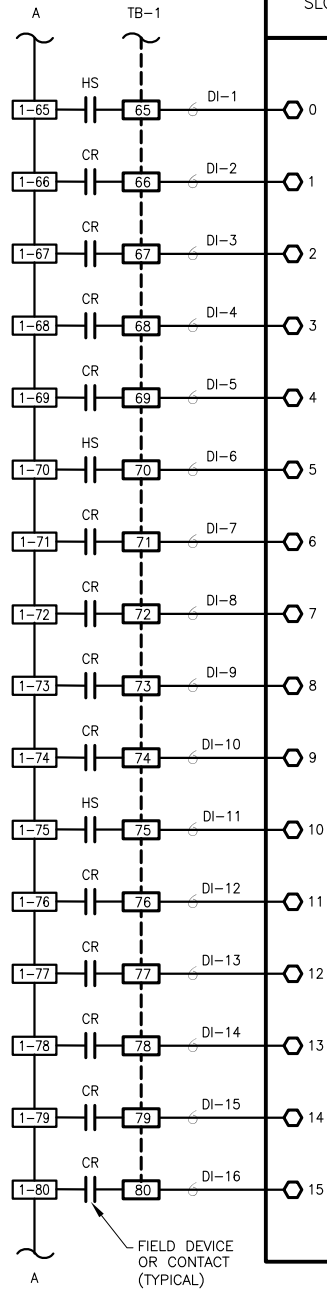 SLO
A TB-1
HS
1-65 65 DI-1 0
CR
1-66 66 DI-2 1
CR
1-67 67 DI-3 2
CR
1-68 68 DI-4 3
CR
1-69 69 DI-5 4
HS
1-70 70 DI-6 5
CR
1-71 71 DI-7 6
CR
1-72 72 DI-8 7
CR
1-73 73 DI-9 8
CR
1-74 74 DI-10 9
HS
1-75 75 DI-11 10
CR
1-76 76 DI-12 11
CR
1-77 77 DI-13 12
CR
1-78 78 DI-14 13
CR
1-79 79 DI-15 14
CR
1-80 80 DI-16 15
FIELD DEVICE
OR CONTACT
(TYPICAL)
A